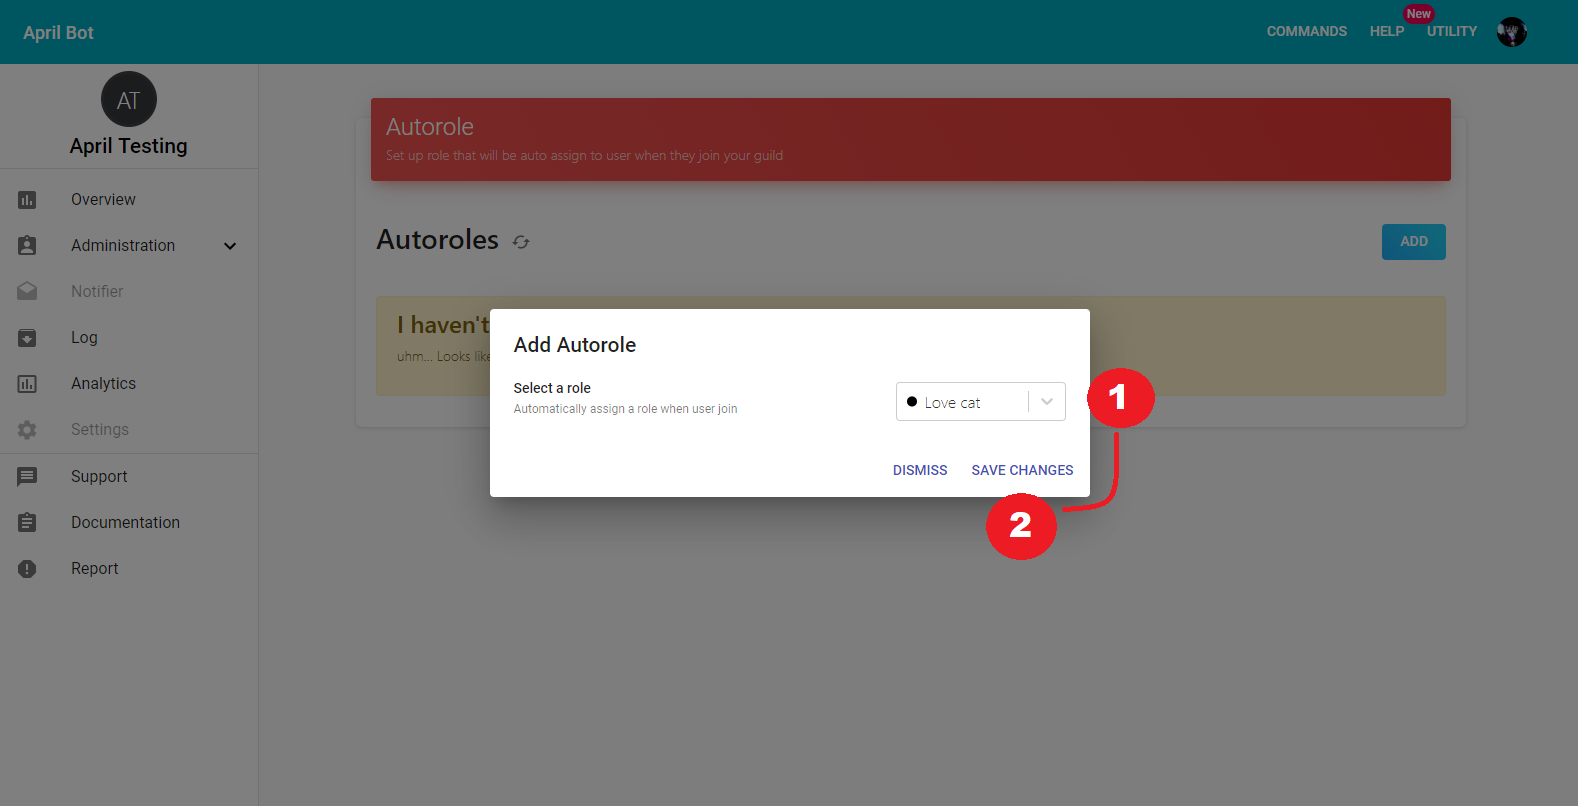 April Bot
COMMANDS
HELP
New
UTILITY
AT
April Testing
Overview
Administration
Notifier
Log
Analytics
Settings
Support
Documentation
Report
Autorole
Set up role that will be auto assign to user when they join your guild
Autoroles
ADD
I haven't
uhm... Looks like
Add Autorole
Select a role
Automatically assign a role when user join
Love cat
1
DISMISS
SAVE CHANGES
2